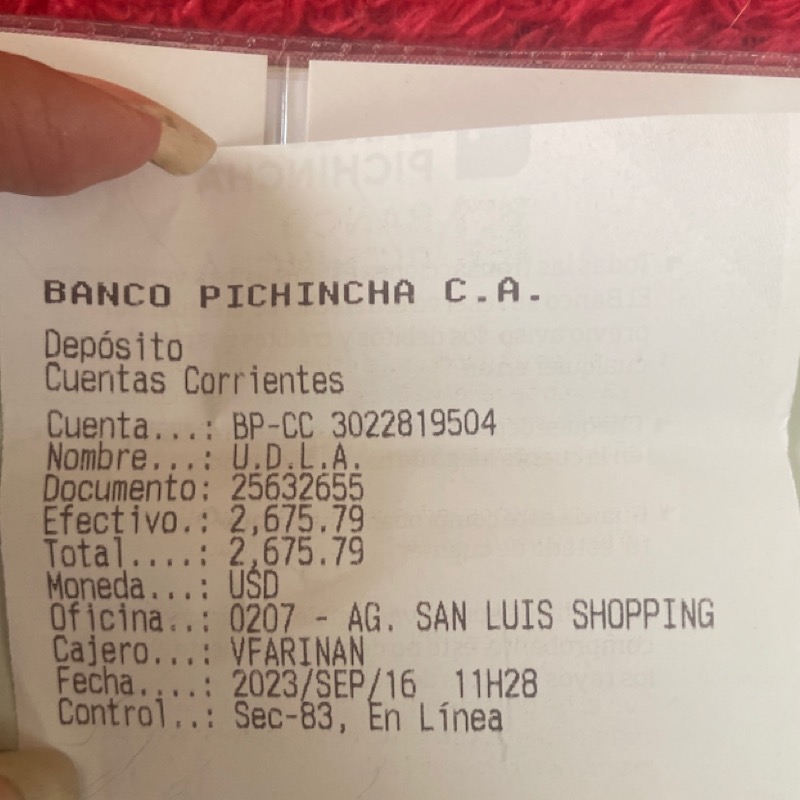 BANCO PICHINCHA C.A.
Depósito
Cuentas Corrientes
Cuenta...: BP-CC 3022819504
Nombre...: U.D.L.A.
Documento: 25632655
Efectivo.: 2,675.79
Total....: 2,675.79
Moneda...: USD
Oficina..: 0207 - AG. SAN LUIS SHOPPING
Cajero...: VFARINAN
Fecha....: 2023/SEP/16 11H28
Control..: Sec-83, En Línea